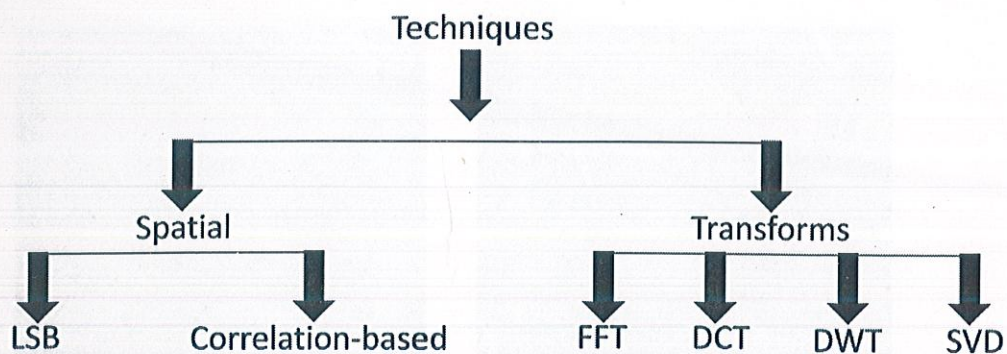 Techniques
Spatial Transforms
LSB Correlation-based FFT DCT DWT SVD